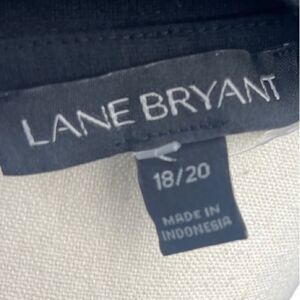 LANE BRYANT
18/20
MADE IN
INDONESIA